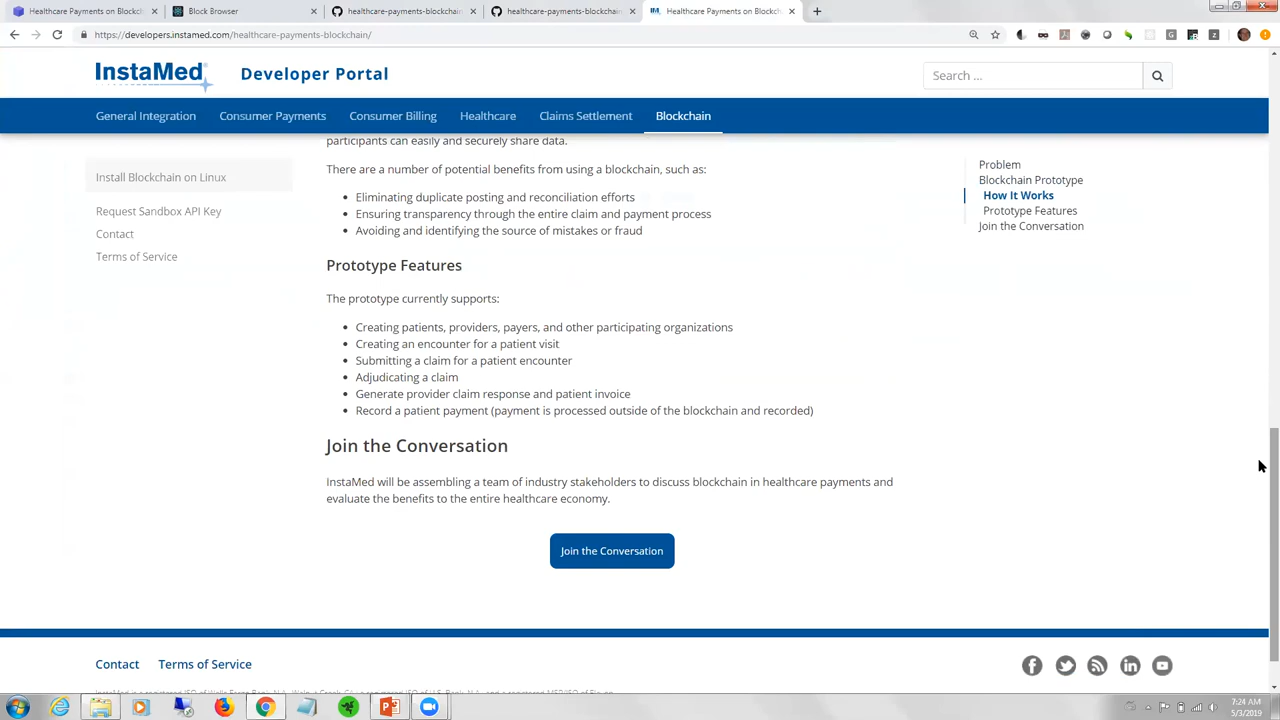 Healthcare Payments on Blockch
Block Browser
healthcare-payments-blockchain
healthcare-payments-blockchain
Healthcare Payments on Blockch
https://developers.instamed.com/healthcare-payments-blockchain/
InstaMed
Developer Portal
Search ...
General Integration
Consumer Payments
Consumer Billing
Healthcare
Claims Settlement
Blockchain
participants can easily and securely share data.
Install Blockchain on Linux
Request Sandbox API Key
Contact
Terms of Service
There are a number of potential benefits from using a blockchain, such as:
• Eliminating duplicate posting and reconciliation efforts
• Ensuring transparency through the entire claim and payment process
• Avoiding and identifying the source of mistakes or fraud
Prototype Features
The prototype currently supports:
• Creating patients, providers, payers, and other participating organizations
• Creating an encounter for a patient visit
• Submitting a claim for a patient encounter
• Adjudicating a claim
• Generate provider claim response and patient invoice
• Record a patient payment (payment is processed outside of the blockchain and recorded)
Join the Conversation
InstaMed will be assembling a team of industry stakeholders to discuss blockchain in healthcare payments and
evaluate the benefits to the entire healthcare economy.
Join the Conversation
Problem
Blockchain Prototype
How It Works
Prototype Features
Join the Conversation
Contact
Terms of Service
7:24 AM
5/3/2019